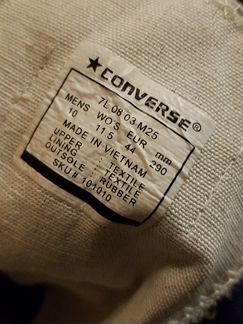 ★CONVERSE®
7L 08 03-M25
MENS WO'S EUR mm
10 11.5 44 290
MADE IN VIETNAM
UPPER : TEXTILE
LINING : TEXTILE
OUTSOLE : RUBBER
SKU# 101010